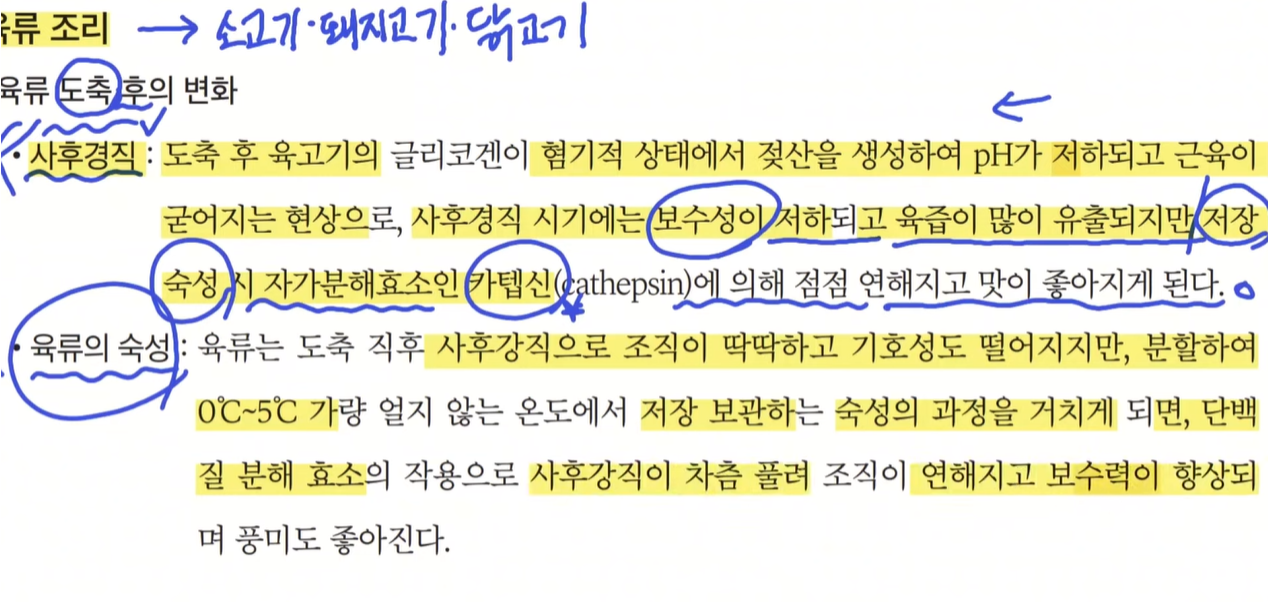 육류 조리 → 소고기·돼지고기·닭고기
육류 도축 후의 변화
• 사후경직 : 도축 후 육고기의 글리코겐이 혐기적 상태에서 젖산을 생성하여 pH가 저하되고 근육이
굳어지는 현상으로, 사후경직 시기에는 보수성이 저하되고 육즙이 많이 유출되지만 저장
숙성 시 자가분해효소인 카텝신(cathepsin)에 의해 점점 연해지고 맛이 좋아지게 된다.
• 육류의 숙성 : 육류는 도축 직후 사후강직으로 조직이 딱딱하고 기호성도 떨어지지만, 분할하여
0℃~5℃ 가량 얼지 않는 온도에서 저장 보관하는 숙성의 과정을 거치게 되면, 단백
질 분해 효소의 작용으로 사후강직이 차츰 풀려 조직이 연해지고 보수력이 향상되
며 풍미도 좋아진다.